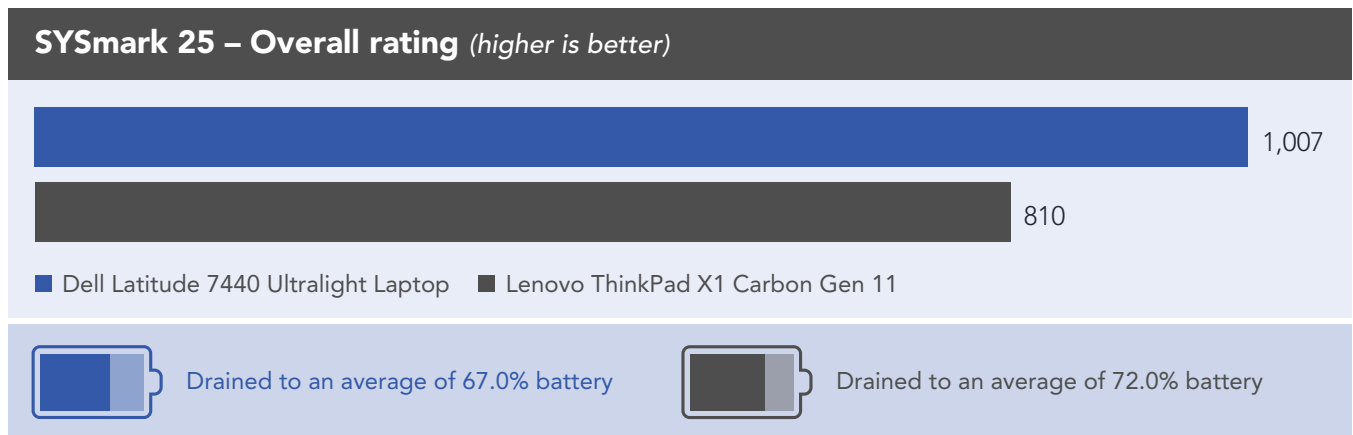 SYSmark 25 – Overall rating (higher is better)
1,007
810
Dell Latitude 7440 Ultralight Laptop Lenovo ThinkPad X1 Carbon Gen 11
Drained to an average of 67.0% battery Drained to an average of 72.0% battery